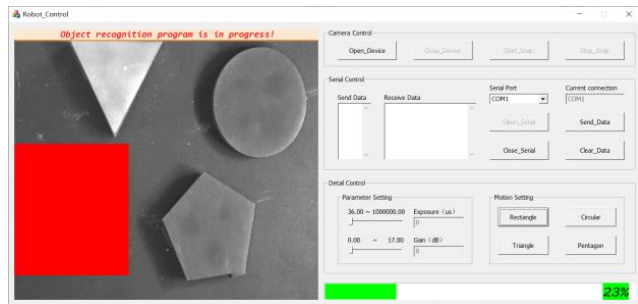 Robot_Control
Object recognition program is in progress!
Camera Control
Open_Device
Close_Device
Start_Snap
Stop_Snap
Serial Control
Send Data
Receive Data
Serial Port
Current connection
COM1
COM1
Open_Serial
Send_Data
Close_Serial
Clear_Data
Detail Control
Parameter Setting
36.00 ~ 1000000.00
Exposure (us)
0
0.00 ~ 17.00
Gain (dB)
0
Motion Setting
Rectangle
Circular
Triangle
Pentagon
23%